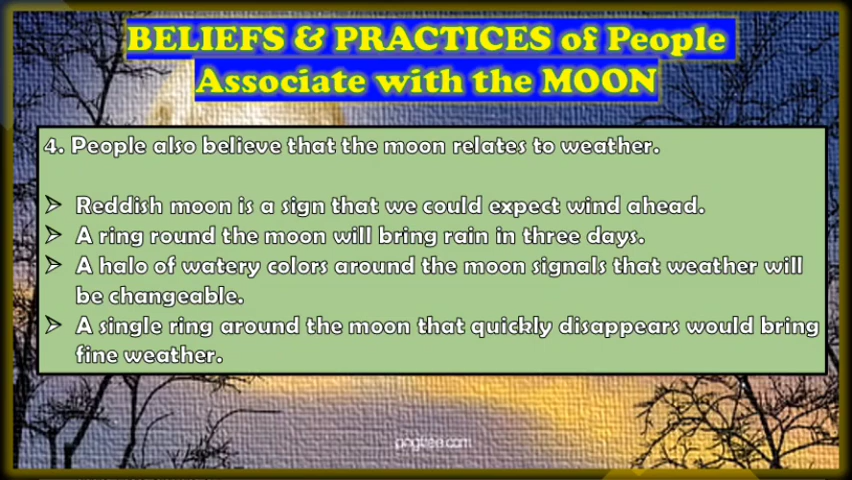 BELIEFS & PRACTICES of People
Associate with the MOON
4. People also believe that the moon relates to weather.
➢ Reddish moon is a sign that we could expect wind ahead.
➢ A ring round the moon will bring rain in three days.
➢ A halo of watery colors around the moon signals that weather will
be changeable.
➢ A single ring around the moon that quickly disappears would bring
fine weather.
pngtree.com